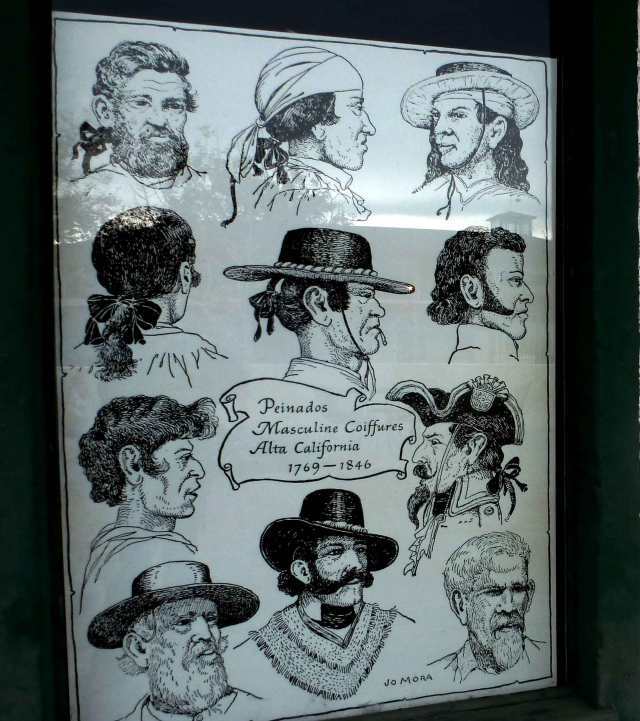 Peinados
Masculine Coiffures
Alta California
1769–1846
JO MORA